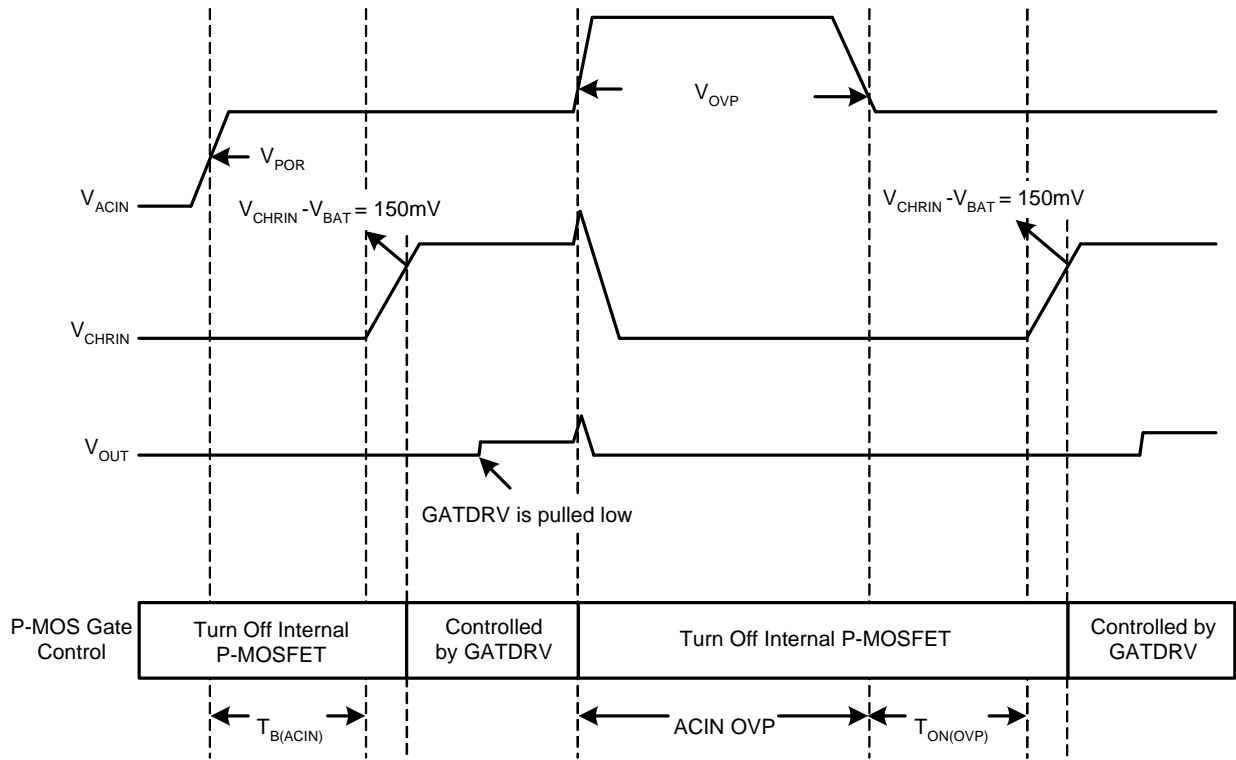 V_OVP
V_POR
V_ACIN
V_CHRIN -V_BAT = 150mV
V_CHRIN -V_BAT = 150mV
V_CHRIN
V_OUT
GATDRV is pulled low
P-MOS Gate
Control
Turn Off Internal
P-MOSFET
Controlled
by GATDRV
Turn Off Internal P-MOSFET
Controlled by
GATDRV
T_B(ACIN)
ACIN OVP
T_ON(OVP)